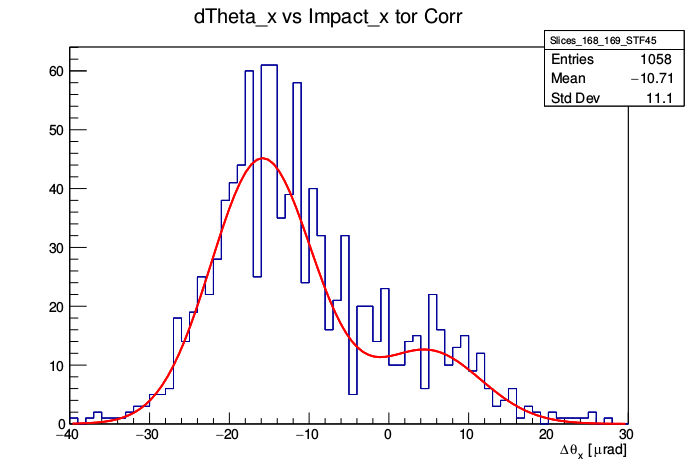 dTheta_x vs Impact_x tor Corr
Slices_168_169_STF45
Entries 1058
Mean −10.71
Std Dev 11.1
60
50
40
30
20
10
0
−40 −30 −20 −10 0 10 20 30
Δθx [μrad]